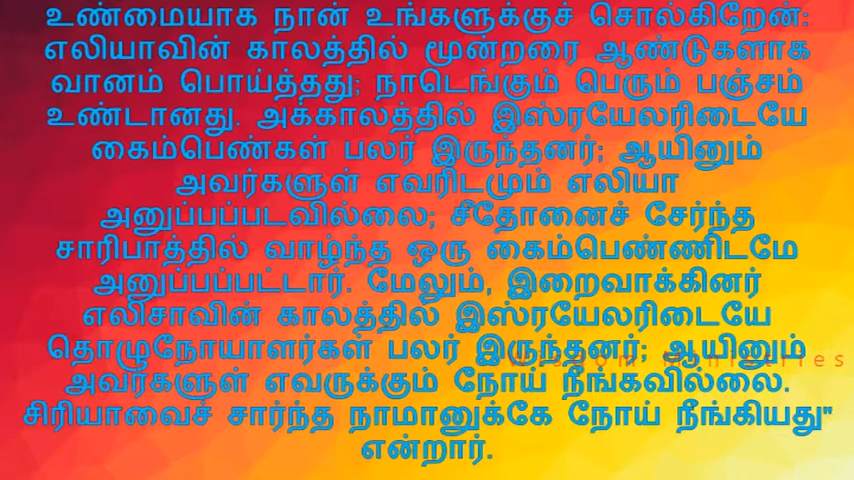 உண்மையாக நான் உங்களுக்குச் சொல்கிறேன்:
எலியாவின் காலத்தில் மூன்றரை ஆண்டுகளாக
வானம் பொய்த்தது; நாடெங்கும் பெரும் பஞ்சம்
உண்டானது. அக்காலத்தில் இஸ்ரயேலரிடையே
கைம்பெண்கள் பலர் இருந்தனர்; ஆயினும்
அவர்களுள் எவரிடமும் எலியா
அனுப்பப்படவில்லை; சீதோனைச் சேர்ந்த
சாரிபாத்தில் வாழ்ந்த ஒரு கைம்பெண்ணிடமே
அனுப்பப்பட்டார். மேலும், இறைவாக்கினர்
எலிசாவின் காலத்தில் இஸ்ரயேலரிடையே
தொழுநோயாளர்கள் பலர் இருந்தனர்; ஆயினும்
அவர்களுள் எவருக்கும் நோய் நீங்கவில்லை.
சிரியாவைச் சார்ந்த நாமானுக்கே நோய் நீங்கியது"
என்றார்.